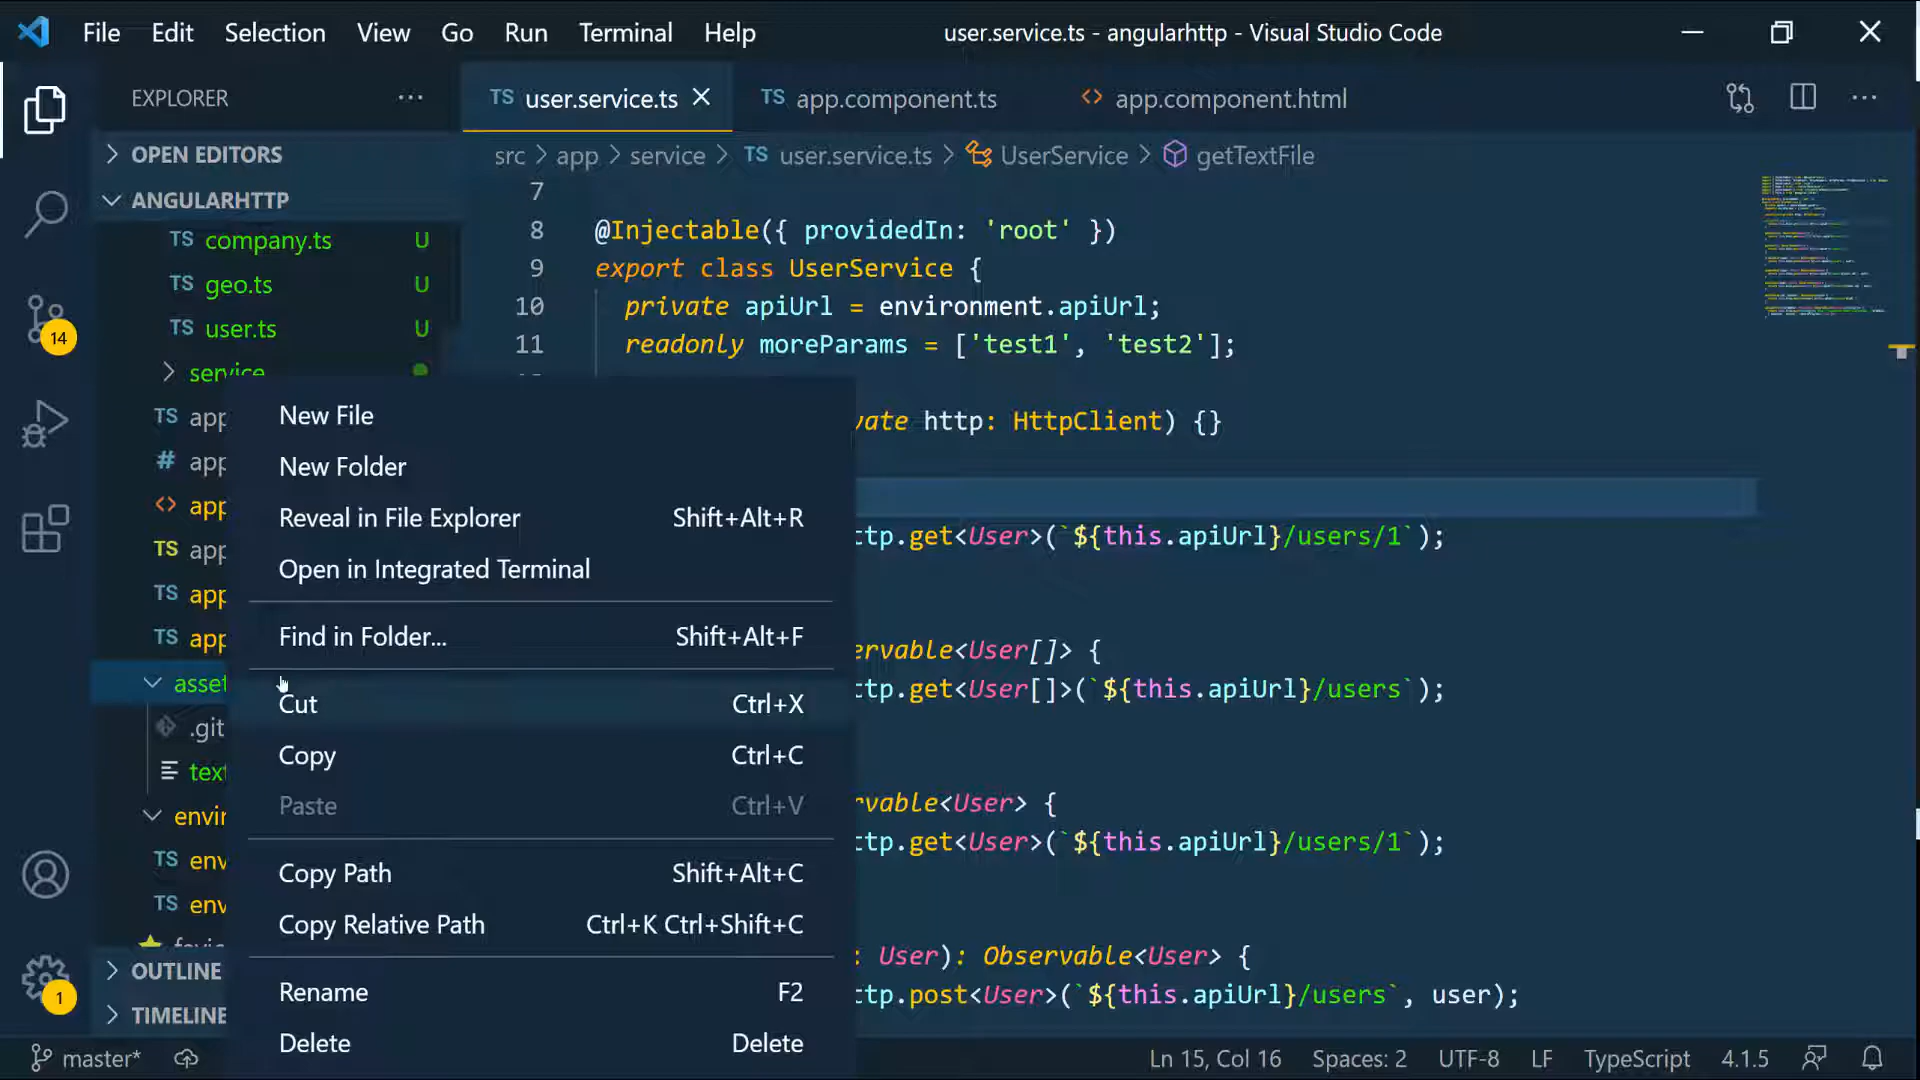 File Edit Selection View Go Run Terminal Help
user.service.ts - angularhttp - Visual Studio Code
EXPLORER
TS user.service.ts
TS app.component.ts
<> app.component.html
OPEN EDITORS
src > app > service > TS user.service.ts > UserService > getTextFile
ANGULARHTTP
TS company.ts U
TS geo.ts U
TS user.ts U
service
TS app
# app
<> app
TS app
TS app
TS app
asset
.git
text
envir
TS env
TS env
OUTLINE
TIMELINE
14
1
New File
New Folder
Reveal in File Explorer Shift+Alt+R
Open in Integrated Terminal
Find in Folder... Shift+Alt+F
Cut Ctrl+X
Copy Ctrl+C
Paste Ctrl+V
Copy Path Shift+Alt+C
Copy Relative Path Ctrl+K Ctrl+Shift+C
Rename F2
Delete Delete
7
8 @Injectable({ providedIn: 'root' })
9 export class UserService {
10 private apiUrl = environment.apiUrl;
11 readonly moreParams = ['test1', 'test2'];
vate http: HttpClient) {}
ttp.get<User>(`${this.apiUrl}/users/1`);
ervable<User[]> {
ttp.get<User[]>(`${this.apiUrl}/users`);
rvable<User> {
ttp.get<User>(`${this.apiUrl}/users/1`);
: User): Observable<User> {
ttp.post<User>(`${this.apiUrl}/users`, user);
master* Ln 15, Col 16 Spaces: 2 UTF-8 LF TypeScript 4.1.5